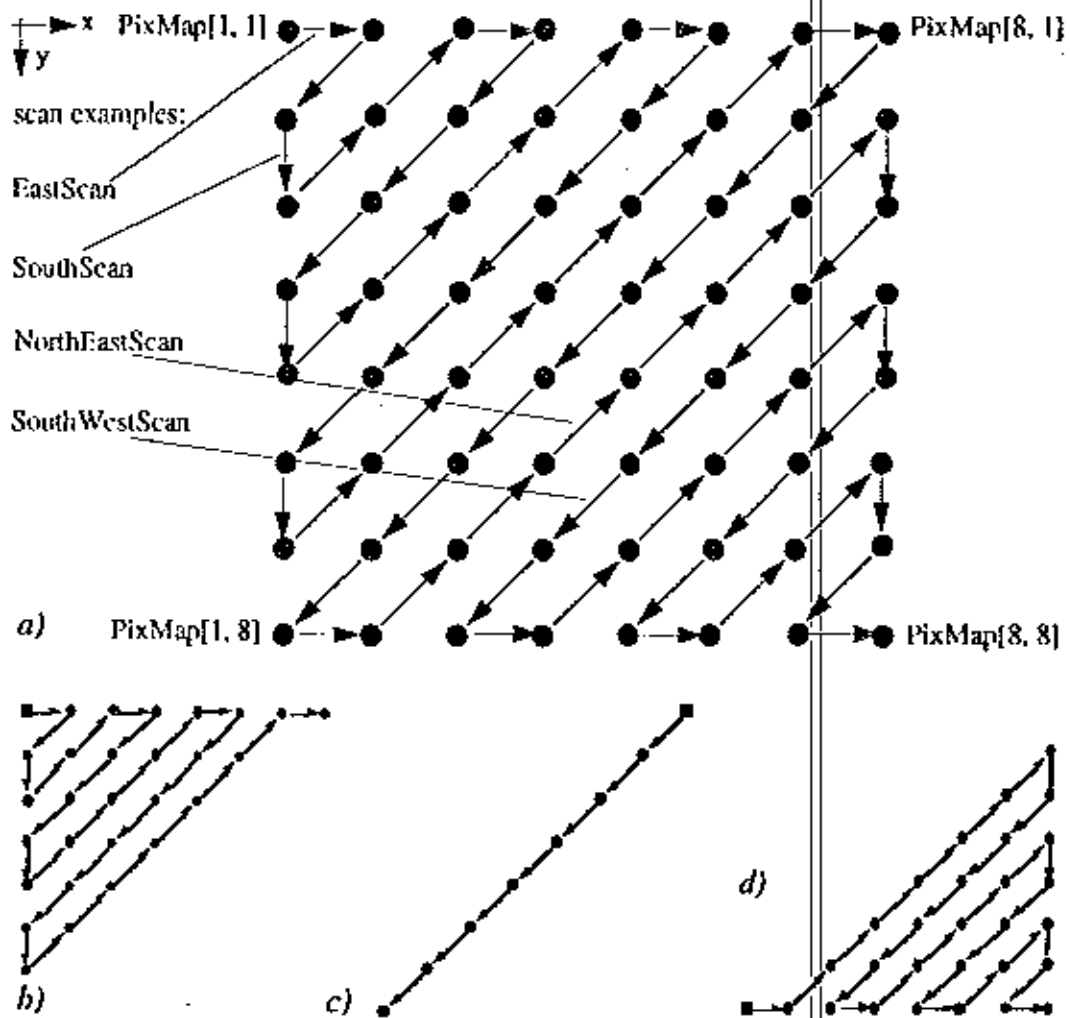 x PixMap[1, 1] PixMap[8, 1]
y
scan examples:
EastScan
SouthScan
NorthEastScan
SouthWestScan
a) PixMap[1, 8] PixMap[8, 8]
b) c) d)